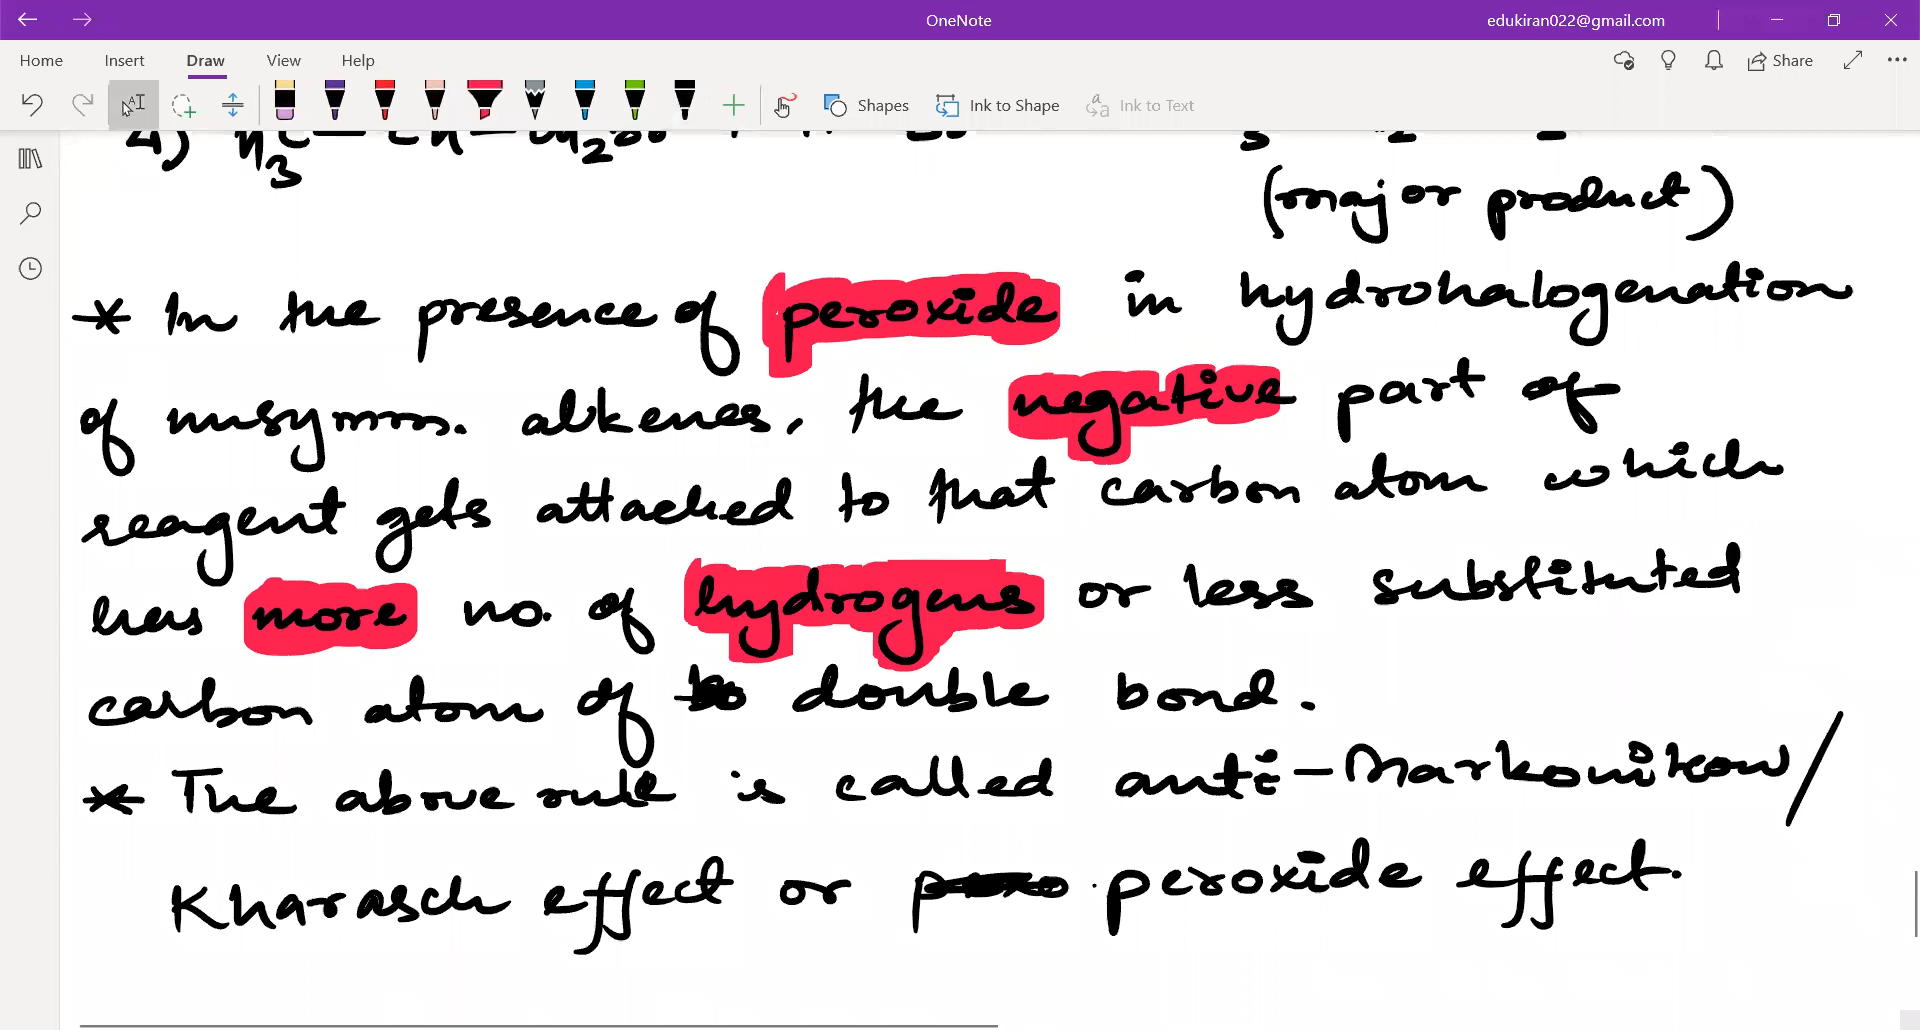 OneNote
edukiran022@gmail.com
Home Insert Draw View Help
Share
Shapes Ink to Shape Ink to Text
4)
(major product)
* In the presence of peroxide in hydrohalogenation
of unsymm. alkenes, the negative part of
reagent gets attached to that carbon atom which
has more no. of hydrogens or less substituted
carbon atom of double bond.
* The above rule is called anti-Markonikow/
Kharasch effect or peroxide effect.